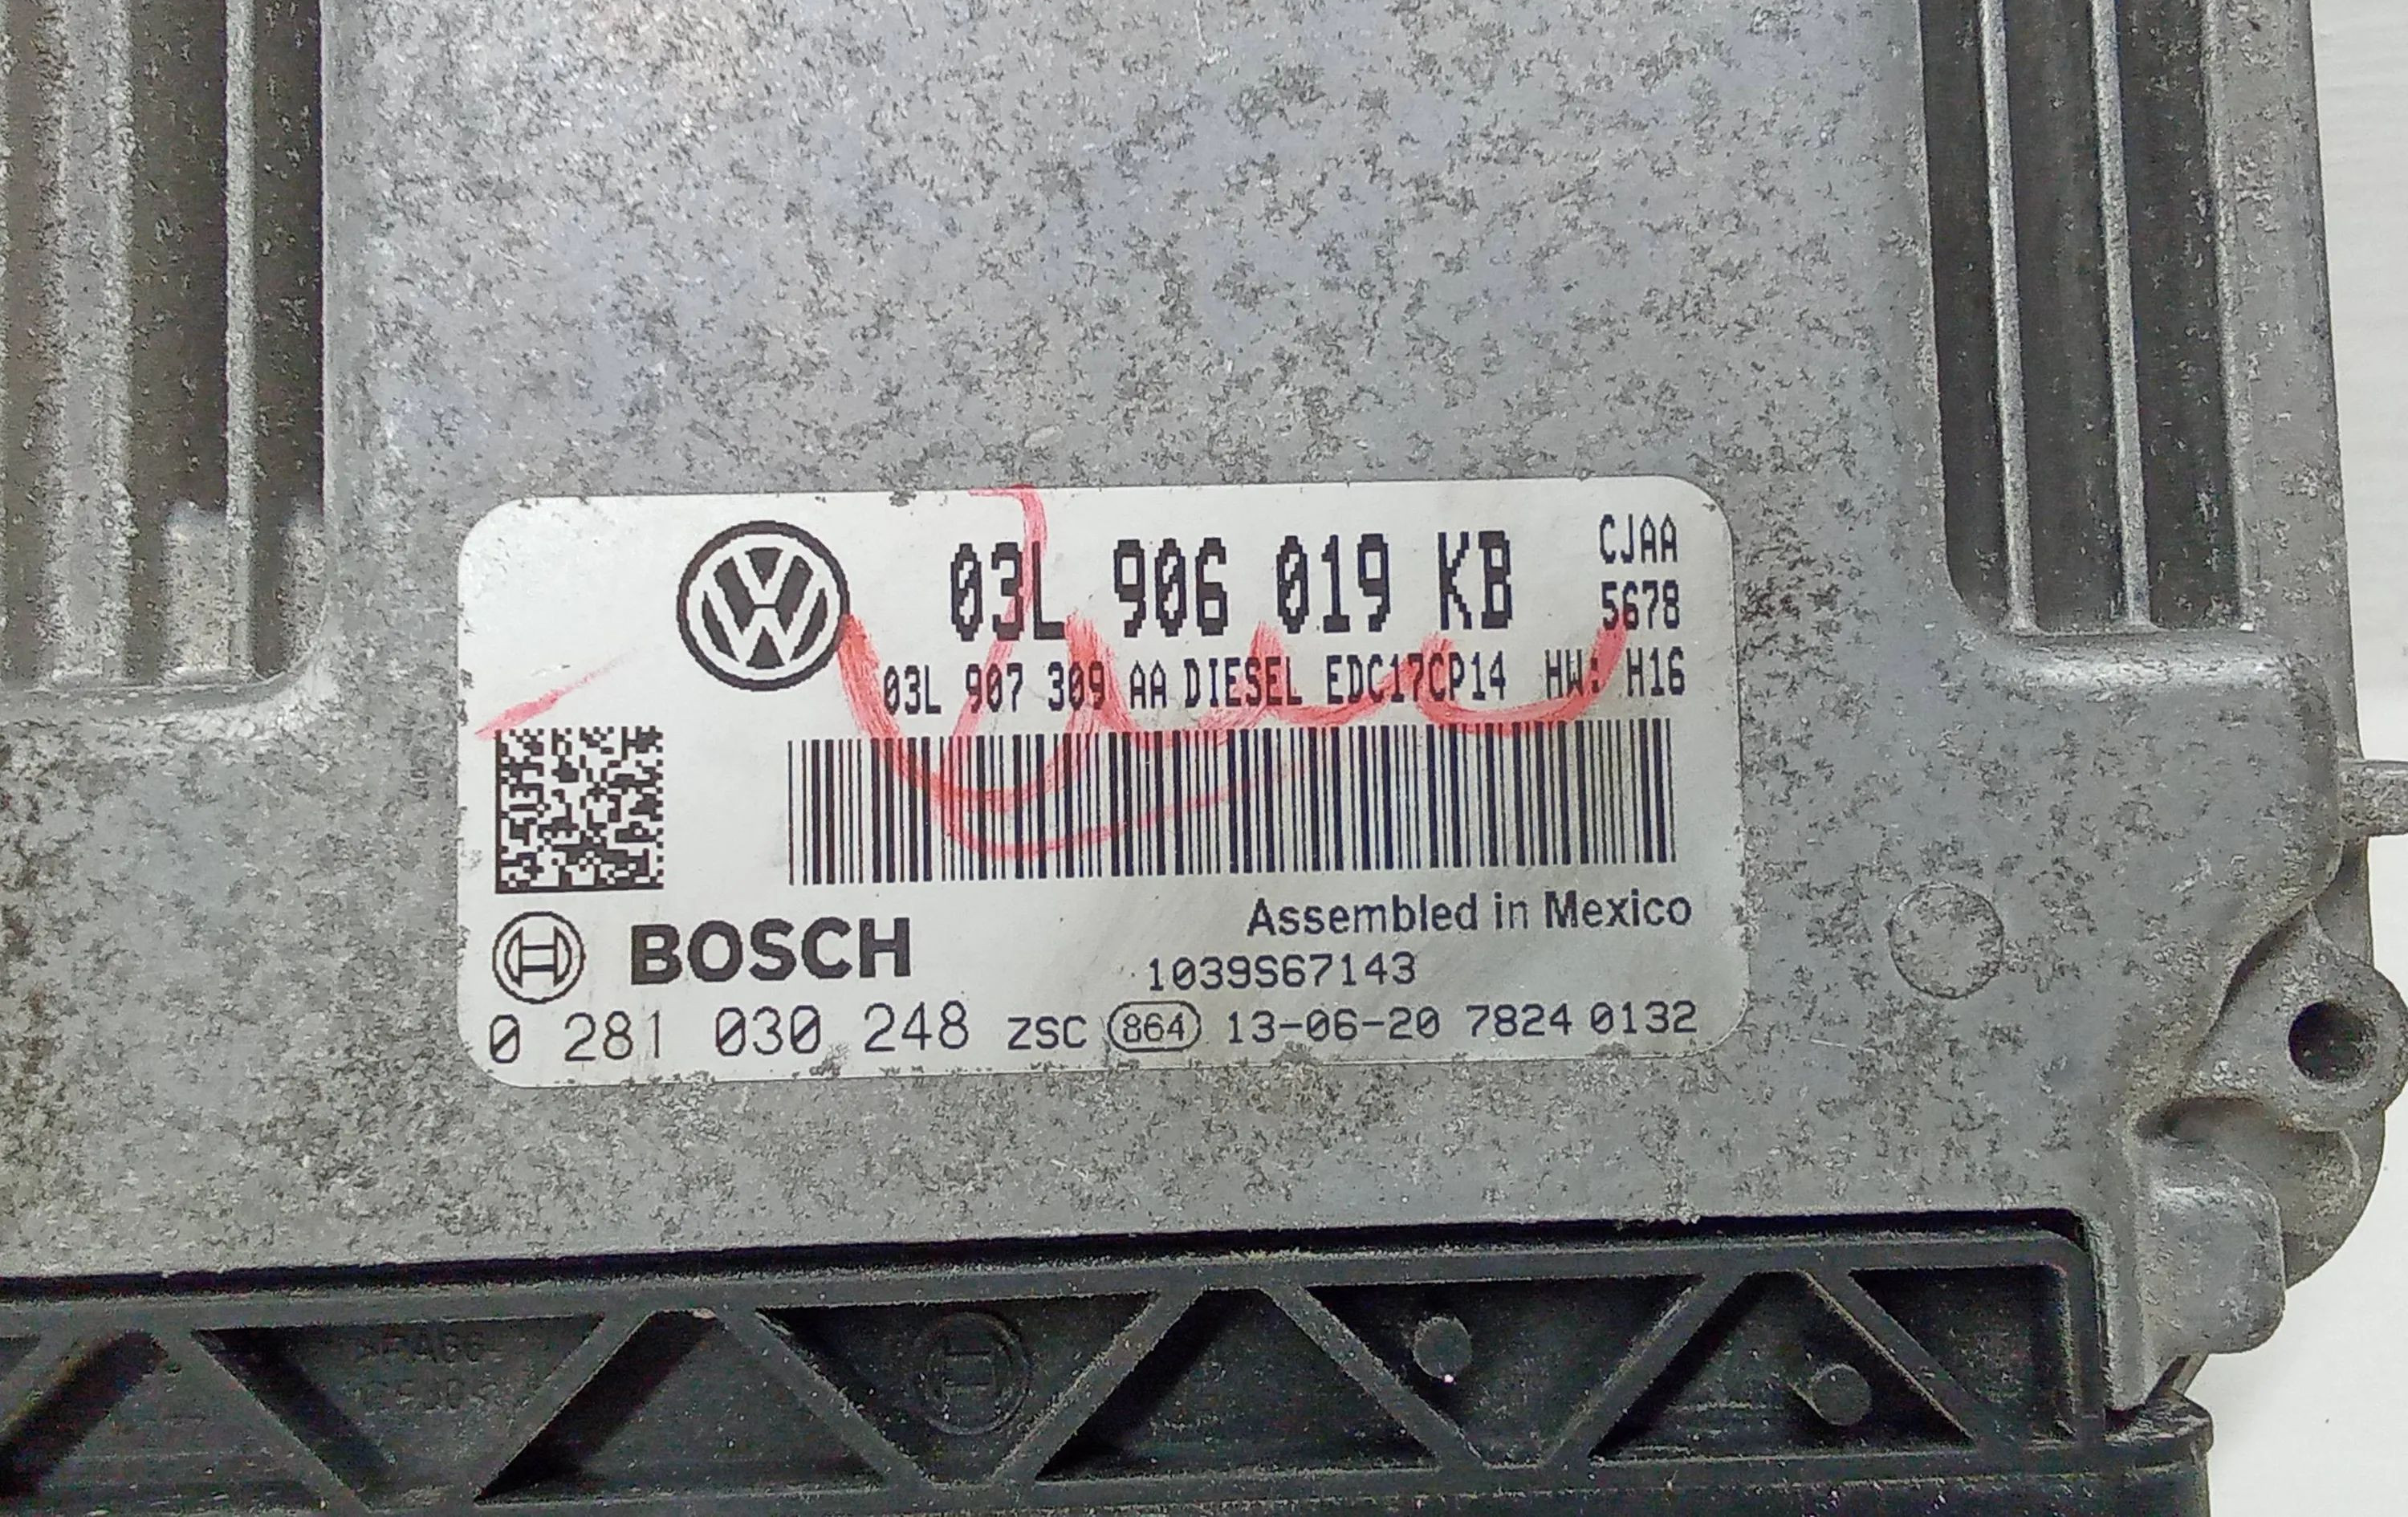 03L 906 019 KB
CJAA
5678
03L 907 309 AA DIESEL EDC17CP14 HW: H16
Assembled in Mexico
BOSCH
1039S67143
0 281 030 248 ZSC 864 13-06-20 7824 0132